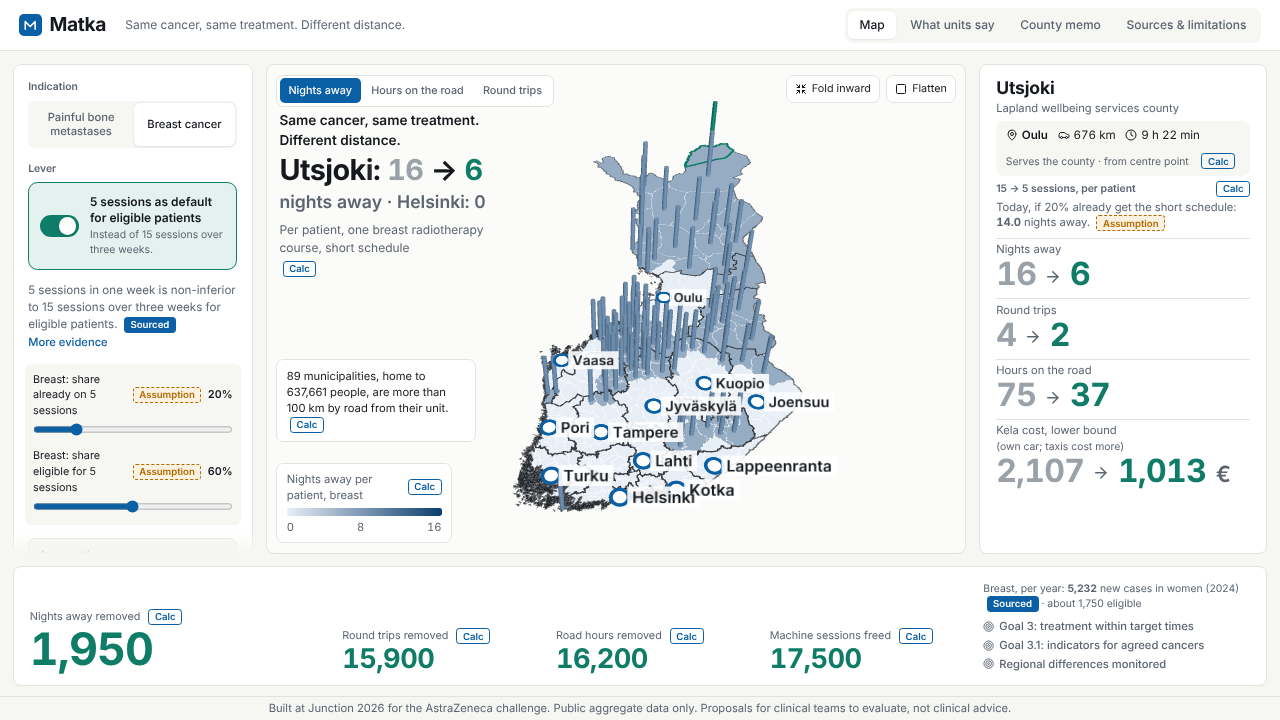 Matka
Same cancer, same treatment. Different distance.
Map
What units say
County memo
Sources & limitations
Indication
Painful bone
metastases
Breast cancer
Lever
5 sessions as default
for eligible patients
Instead of 15 sessions over
three weeks.
5 sessions in one week is non-inferior
to 15 sessions over three weeks for
eligible patients. Sourced
More evidence
Breast: share
already on 5
sessions
Assumption 20%
Breast: share
eligible for 5
sessions
Assumption 60%
Nights away
Hours on the road
Round trips
Fold inward
Flatten
Same cancer, same treatment.
Different distance.
Utsjoki: 16 → 6
nights away · Helsinki: 0
Per patient, one breast radiotherapy
course, short schedule
Calc
89 municipalities, home to
637,661 people, are more than
100 km by road from their unit.
Calc
Nights away per
patient, breast
Calc
0 8 16
Oulu
Vaasa
Kuopio
Joensuu
Jyväskylä
Pori
Tampere
Lahti
Lappeenranta
Turku
Kotka
Helsinki
Utsjoki
Lapland wellbeing services county
Oulu 676 km 9 h 22 min
Serves the county · from centre point Calc
15 → 5 sessions, per patient Calc
Today, if 20% already get the short schedule:
14.0 nights away. Assumption
Nights away
16 → 6
Round trips
4 → 2
Hours on the road
75 → 37
Kela cost, lower bound
(own car; taxis cost more)
2,107 → 1,013 €
Nights away removed Calc
1,950
Round trips removed Calc
15,900
Road hours removed Calc
16,200
Machine sessions freed Calc
17,500
Breast, per year: 5,232 new cases in women (2024)
Sourced · about 1,750 eligible
Goal 3: treatment within target times
Goal 3.1: indicators for agreed cancers
Regional differences monitored
Built at Junction 2026 for the AstraZeneca challenge. Public aggregate data only. Proposals for clinical teams to evaluate, not clinical advice.